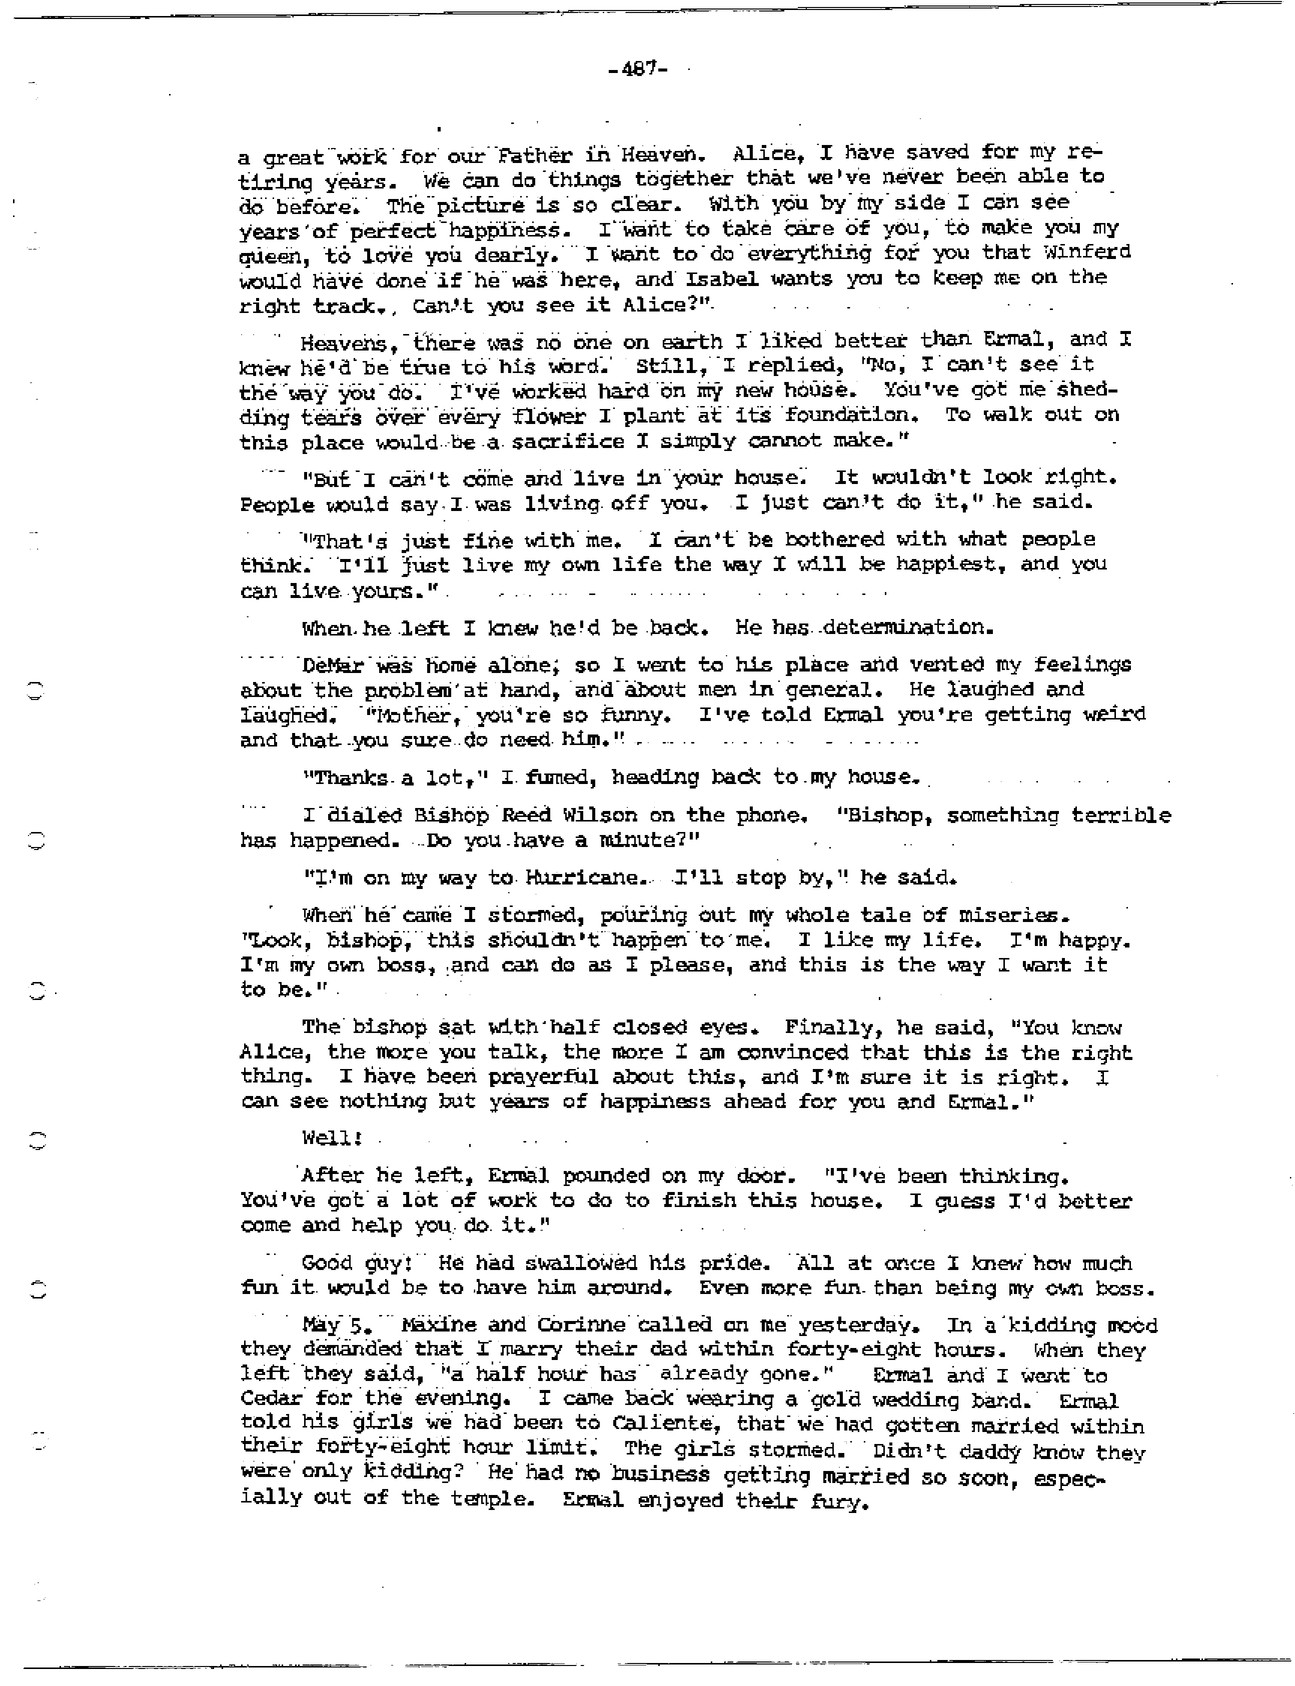 -487-
a great work for our Father in Heaven. Alice, I have saved for my re-
tiring years. We can do things together that we've never been able to
do before. The picture is so clear. With you by my side I can see
years of perfect happiness. I want to take care of you, to make you my
queen, to love you dearly. I want to do everything for you that Winferd
would have done if he was here, and Isabel wants you to keep me on the
right track., Can't you see it Alice?"
Heavens, there was no one on earth I liked better than Ermal, and I
knew he'd be true to his word. Still, I replied, "No, I can't see it
the way you do. I've worked hard on my new house. You've got me shed-
ding tears over every flower I plant at its foundation. To walk out on
this place would be a sacrifice I simply cannot make."
"But I can't come and live in your house. It wouldn't look right.
People would say I was living off you. I just can't do it," he said.
"That's just fine with me. I can't be bothered with what people
think. I'll just live my own life the way I will be happiest, and you
can live yours."
When he left I knew he'd be back. He has determination.
DeMar was home alone, so I went to his place and vented my feelings
about the problem at hand, and about men in general. He laughed and
laughed. "Mother, you're so funny. I've told Ermal you're getting weird
and that you sure do need him."
"Thanks a lot," I fumed, heading back to my house.
I dialed Bishop Reed Wilson on the phone. "Bishop, something terrible
has happened. Do you have a minute?"
"I'm on my way to Hurricane. I'll stop by," he said.
When he came I stormed, pouring out my whole tale of miseries.
"Look, bishop, this shouldn't happen to me. I like my life. I'm happy.
I'm my own boss, and can do as I please, and this is the way I want it
to be."
The bishop sat with half closed eyes. Finally, he said, "You know
Alice, the more you talk, the more I am convinced that this is the right
thing. I have been prayerful about this, and I'm sure it is right. I
can see nothing but years of happiness ahead for you and Ermal."
Well!
After he left, Ermal pounded on my door. "I've been thinking.
You've got a lot of work to do to finish this house. I guess I'd better
come and help you do it."
Good guy! He had swallowed his pride. All at once I knew how much
fun it would be to have him around. Even more fun than being my own boss.
May 5. Maxine and Corinne called on me yesterday. In a kidding mood
they demanded that I marry their dad within forty-eight hours. When they
left they said, "a half hour has already gone." Ermal and I went to
Cedar for the evening. I came back wearing a gold wedding band. Ermal
told his girls we had been to Caliente, that we had gotten married within
their forty-eight hour limit. The girls stormed. Didn't daddy know they
were only kidding? He had no business getting married so soon, espec-
ially out of the temple. Ermal enjoyed their fury.